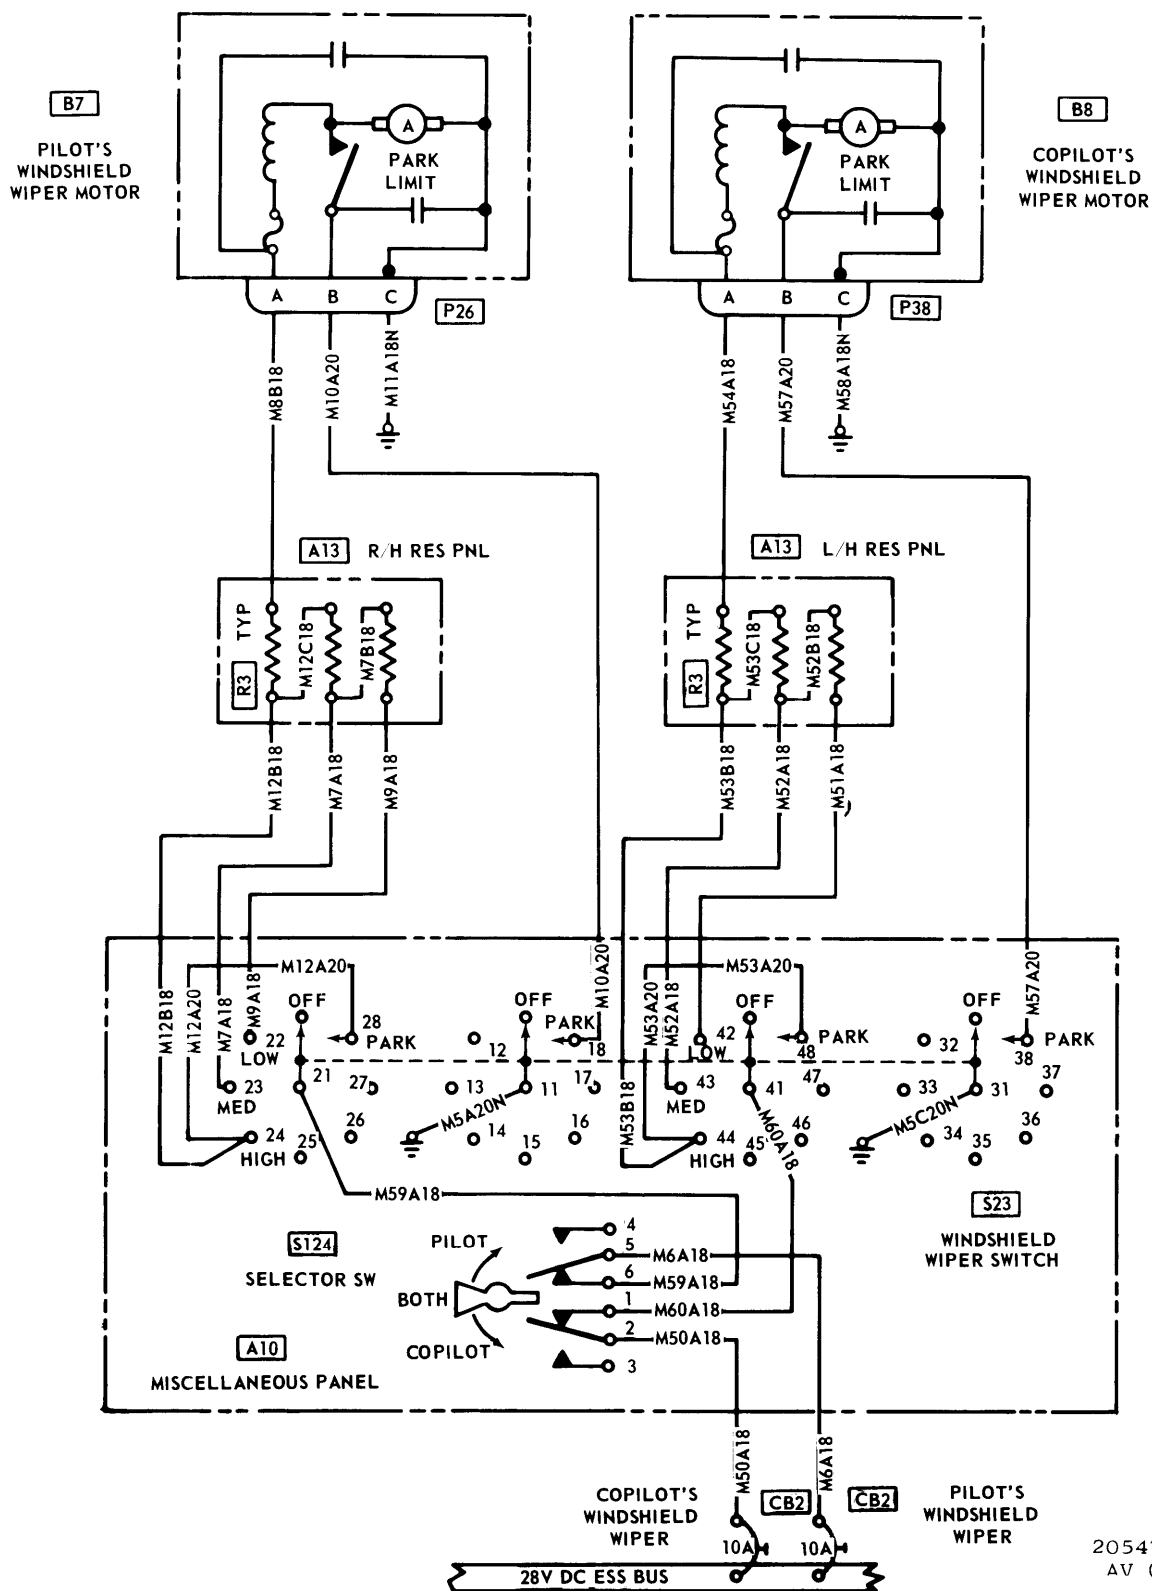 B7
PILOT'S
WINDSHIELD
WIPER MOTOR
A
PARK
LIMIT
A B C
P26
B8
COPILOT'S
WINDSHIELD
WIPER MOTOR
A
PARK
LIMIT
A B C
P38
M8B18
M10A20
M11A18N
M54A18
M57A20
M58A18N
A13 R/H RES PNL
TYP
R3
M12C18
M7B18
A13 L/H RES PNL
TYP
R3
M53C18
M52B18
M12B18
M7A18
M9A18
M53B18
M52A18
M51A18
M12B18
M12A20
M7A18
M9A18
M12A20
OFF
28
PARK
22
LOW
23
MED
24
HIGH
21
27
26
25
M10A20
OFF
PARK
18
12
13
11
17
M5A20N
14
15
16
M53B18
M53A20
M52A18
M53A20
OFF
42
LOW
48
PARK
43
MED
41
47
44
HIGH
45
46
M60A18
M57A20
OFF
32
38
PARK
33
31
37
M5C20N
34
35
36
M59A18
S23
WINDSHIELD
WIPER SWITCH
S124
SELECTOR SW
PILOT
BOTH
COPILOT
4
5 M6A18
6 M59A18
1 M60A18
2 M50A18
3
A10
MISCELLANEOUS PANEL
M50A18
M6A18
COPILOT'S
WINDSHIELD
WIPER
CB2
CB2
PILOT'S
WINDSHIELD
WIPER
10A
10A
28V DC ESS BUS
2054
AV